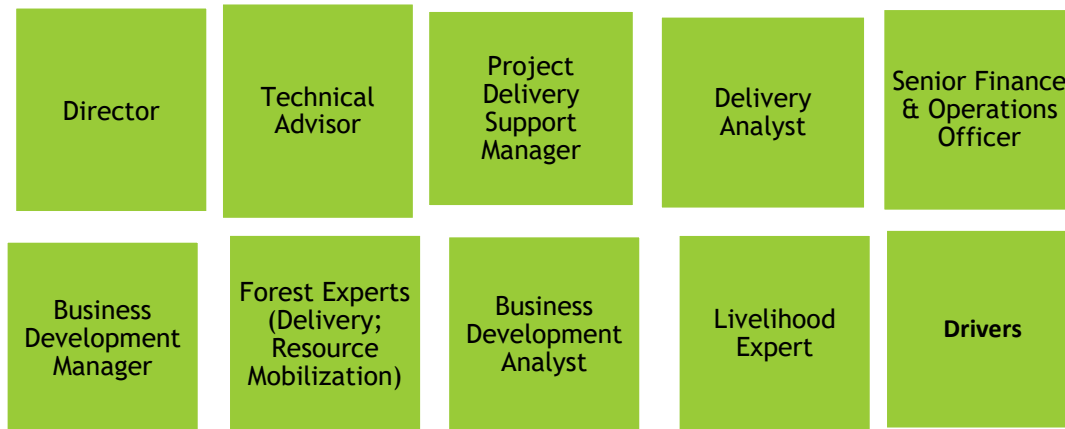 Director
Technical
Advisor
Project
Delivery
Support
Manager
Delivery
Analyst
Senior Finance
& Operations
Officer
Business
Development
Manager
Forest Experts
(Delivery;
Resource
Mobilization)
Business
Development
Analyst
Livelihood
Expert
Drivers